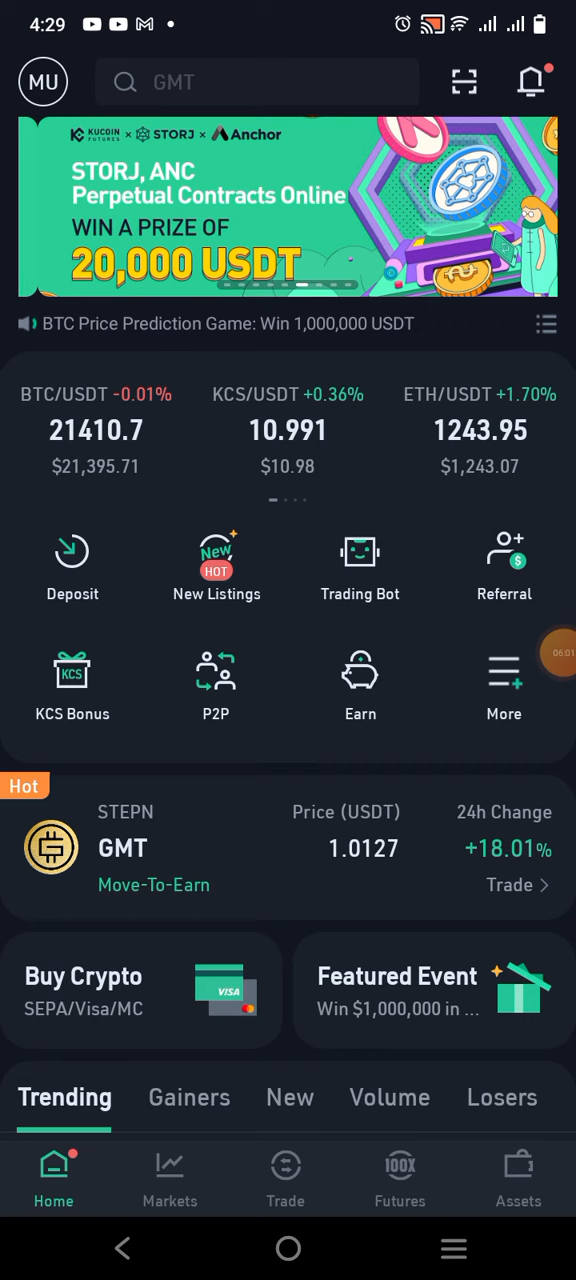 4:29
MU
GMT
KUCOIN FUTURES × STORJ × Anchor
STORJ, ANC
Perpetual Contracts Online
WIN A PRIZE OF
20,000 USDT
BTC Price Prediction Game: Win 1,000,000 USDT
BTC/USDT -0.01% KCS/USDT +0.36% ETH/USDT +1.70%
21410.7 10.991 1243.95
$21,395.71 $10.98 $1,243.07
New
HOT
Deposit New Listings Trading Bot Referral
06:01
KCS
KCS Bonus P2P Earn More
Hot
STEPN Price (USDT) 24h Change
GMT 1.0127 +18.01%
Move-To-Earn Trade
Buy Crypto
SEPA/Visa/MC
VISA
Featured Event
Win $1,000,000 in ...
Trending Gainers New Volume Losers
100X
Home Markets Trade Futures Assets